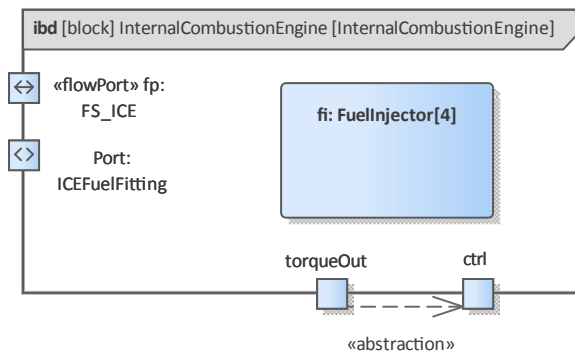 ibd [block] InternalCombustionEngine [InternalCombustionEngine]
«flowPort» fp:
FS_ICE
fi: FuelInjector[4]
Port:
ICEFuelFitting
torqueOut
ctrl
«abstraction»